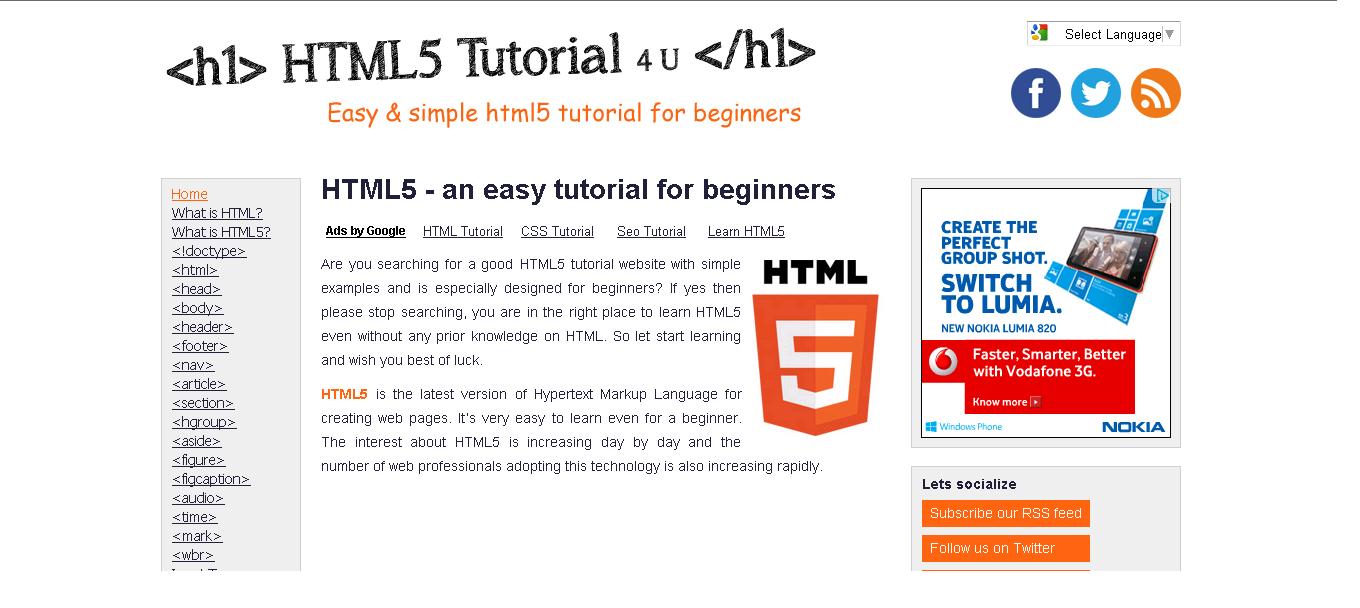 <h1> HTML5 Tutorial 4 U </h1>
Easy & simple html5 tutorial for beginners
Select Language
Home
What is HTML?
What is HTML5?
<!doctype>
<html>
<head>
<body>
<header>
<footer>
<nav>
<article>
<section>
<hgroup>
<aside>
<figure>
<figcaption>
<audio>
<time>
<mark>
<wbr>
HTML5 - an easy tutorial for beginners
Ads by Google HTML Tutorial CSS Tutorial Seo Tutorial Learn HTML5
Are you searching for a good HTML5 tutorial website with simple
examples and is especially designed for beginners? If yes then
please stop searching, you are in the right place to learn HTML5
even without any prior knowledge on HTML. So let start learning
and wish you best of luck.
HTML
5
HTML5 is the latest version of Hypertext Markup Language for
creating web pages. It's very easy to learn even for a beginner.
The interest about HTML5 is increasing day by day and the
number of web professionals adopting this technology is also increasing rapidly.
CREATE THE
PERFECT
GROUP SHOT.
SWITCH
TO LUMIA.
NEW NOKIA LUMIA 820
Faster, Smarter, Better
with Vodafone 3G.
Know more
Windows Phone NOKIA
Lets socialize
Subscribe our RSS feed
Follow us on Twitter